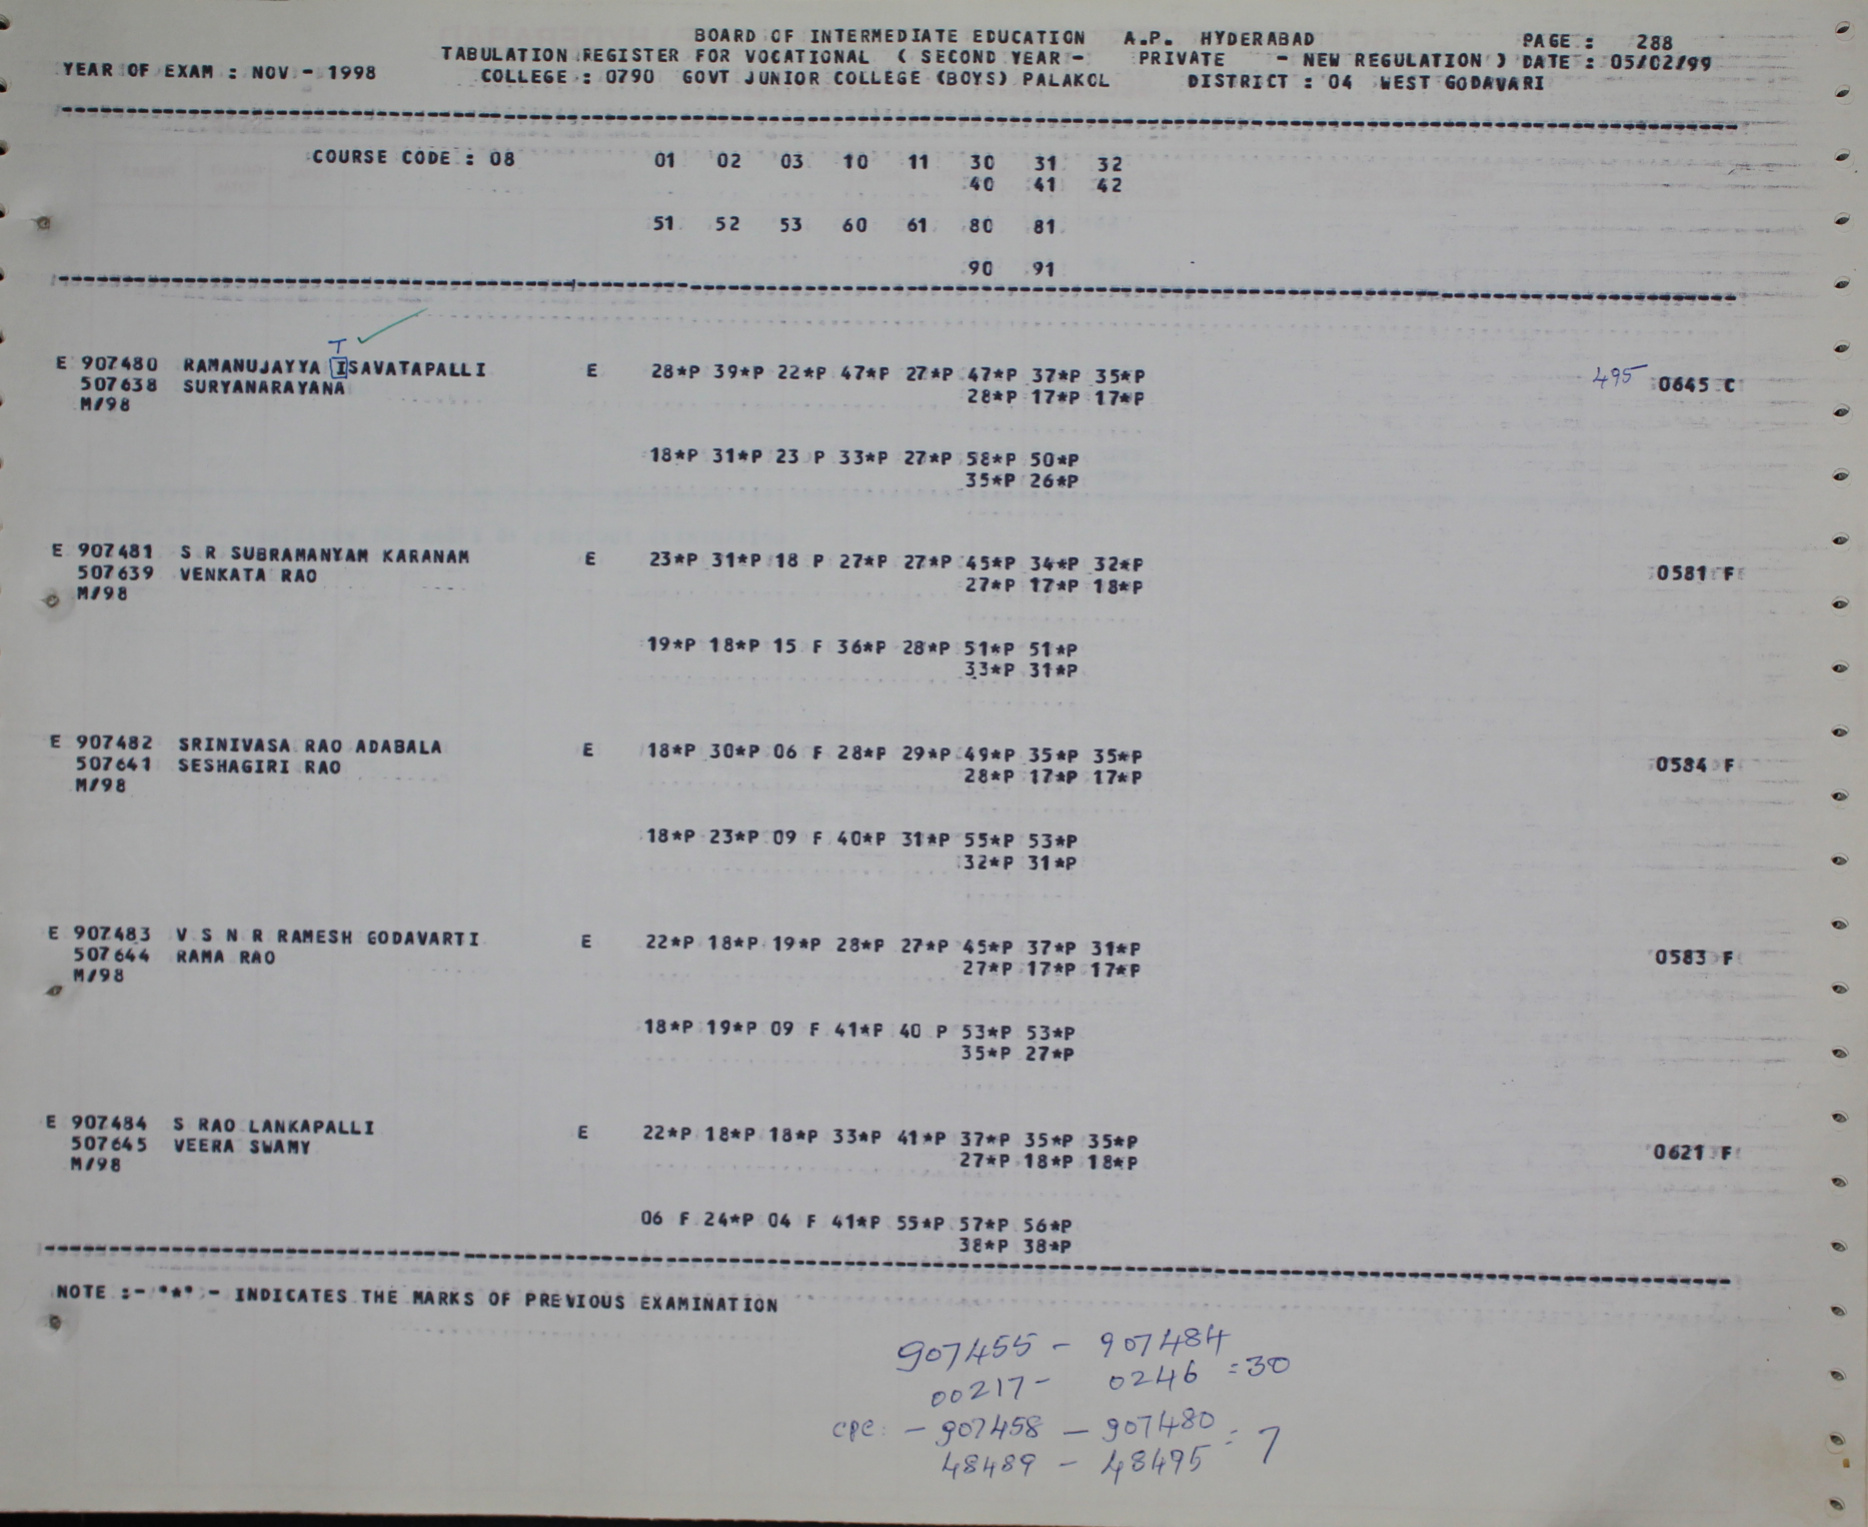 BOARD OF INTERMEDIATE EDUCATION A.P. HYDERABAD PAGE : 288
TABULATION REGISTER FOR VOCATIONAL ( SECOND YEAR - PRIVATE - NEW REGULATION ) DATE : 05/02/99
YEAR OF EXAM : NOV - 1998 COLLEGE : 0790 GOVT JUNIOR COLLEGE (BOYS) PALAKOL DISTRICT : 04 WEST GODAVARI
COURSE CODE : 08 01 02 03 10 11 30 31 32
40 41 42
51 52 53 60 61 80 81
90 91
T
E 907480 RAMANUJAYYA ISAVATAPALLI E 28*P 39*P 22*P 47*P 27*P 47*P 37*P 35*P 495 0645 C
507638 SURYANARAYANA 28*P 17*P 17*P
M/98
18*P 31*P 23 P 33*P 27*P 58*P 50*P
35*P 26*P
E 907481 S R SUBRAMANYAM KARANAM E 23*P 31*P 18 P 27*P 27*P 45*P 34*P 32*P 0581 F
507639 VENKATA RAO 27*P 17*P 18*P
M/98
19*P 18*P 15 F 36*P 28*P 51*P 51*P
33*P 31*P
E 907482 SRINIVASA RAO ADABALA E 18*P 30*P 06 F 28*P 29*P 49*P 35*P 35*P 0584 F
507641 SESHAGIRI RAO 28*P 17*P 17*P
M/98
18*P 23*P 09 F 40*P 31*P 55*P 53*P
32*P 31*P
E 907483 V S N R RAMESH GODAVARTI E 22*P 18*P 19*P 28*P 27*P 45*P 37*P 31*P 0583 F
507644 RAMA RAO 27*P 17*P 17*P
M/98
18*P 19*P 09 F 41*P 40 P 53*P 53*P
35*P 27*P
E 907484 S RAO LANKAPALLI E 22*P 18*P 18*P 33*P 41*P 37*P 35*P 35*P 0621 F
507645 VEERA SWAMY 27*P 18*P 18*P
M/98
06 F 24*P 04 F 41*P 55*P 57*P 56*P
38*P 38*P
NOTE :- "*" - INDICATES THE MARKS OF PREVIOUS EXAMINATION
907455 - 907484
00217 - 0246 = 30
cpc: - 907458 - 907480
48489 - 48495 = 7